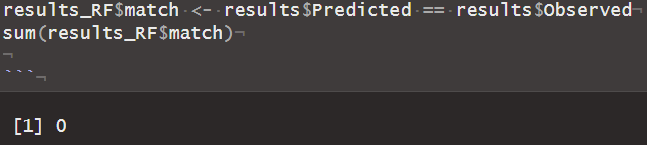 results_RF$match <- results$Predicted == results$Observed¬
sum(results_RF$match)¬
¬
```¬
[1] 0